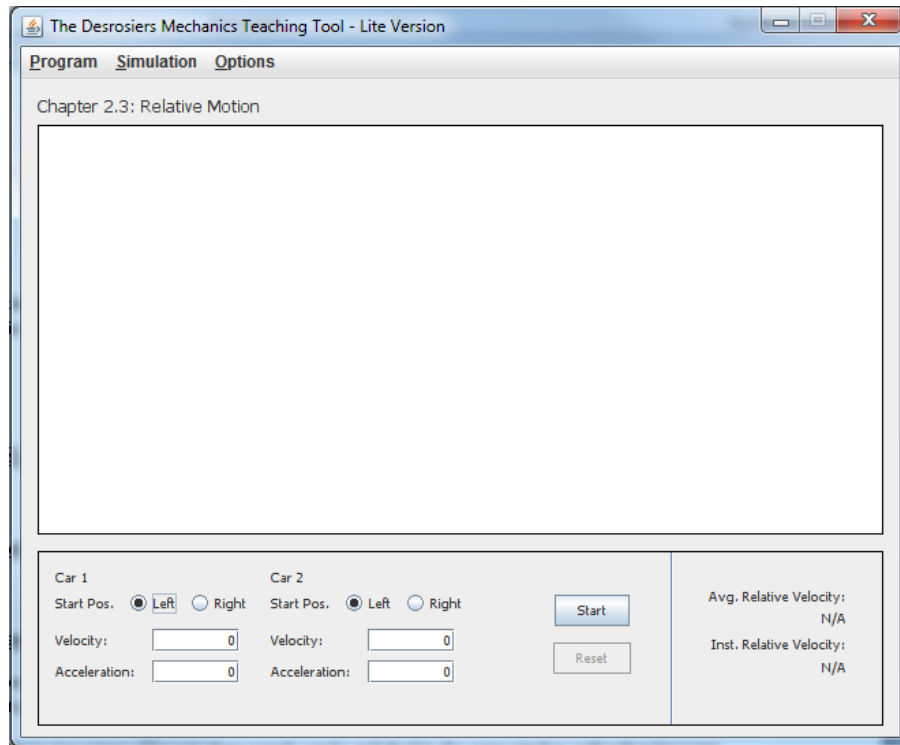 The Desrosiers Mechanics Teaching Tool - Lite Version
Program Simulation Options
Chapter 2.3: Relative Motion
Car 1 Car 2
Start Pos. Left Right Start Pos. Left Right
Velocity: 0 Velocity: 0
Acceleration: 0 Acceleration: 0
Start
Reset
Avg. Relative Velocity:
N/A
Inst. Relative Velocity:
N/A